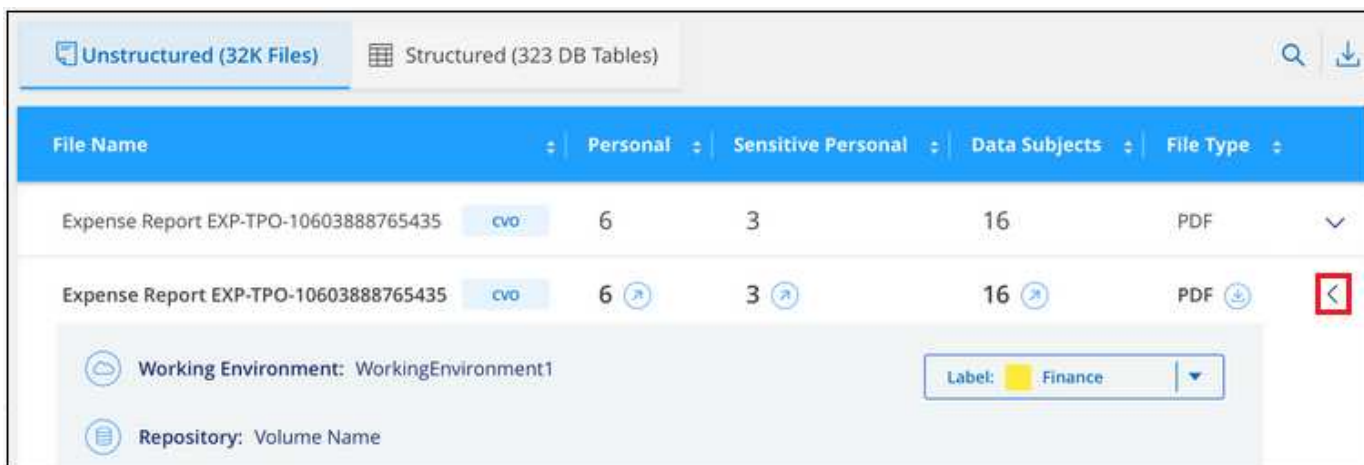 Unstructured (32K Files) Structured (323 DB Tables)
File Name Personal Sensitive Personal Data Subjects File Type
Expense Report EXP-TPO-10603888765435 CVO 6 3 16 PDF
Expense Report EXP-TPO-10603888765435 CVO 6 3 16 PDF
Working Environment: WorkingEnvironment1 Label: Finance
Repository: Volume Name